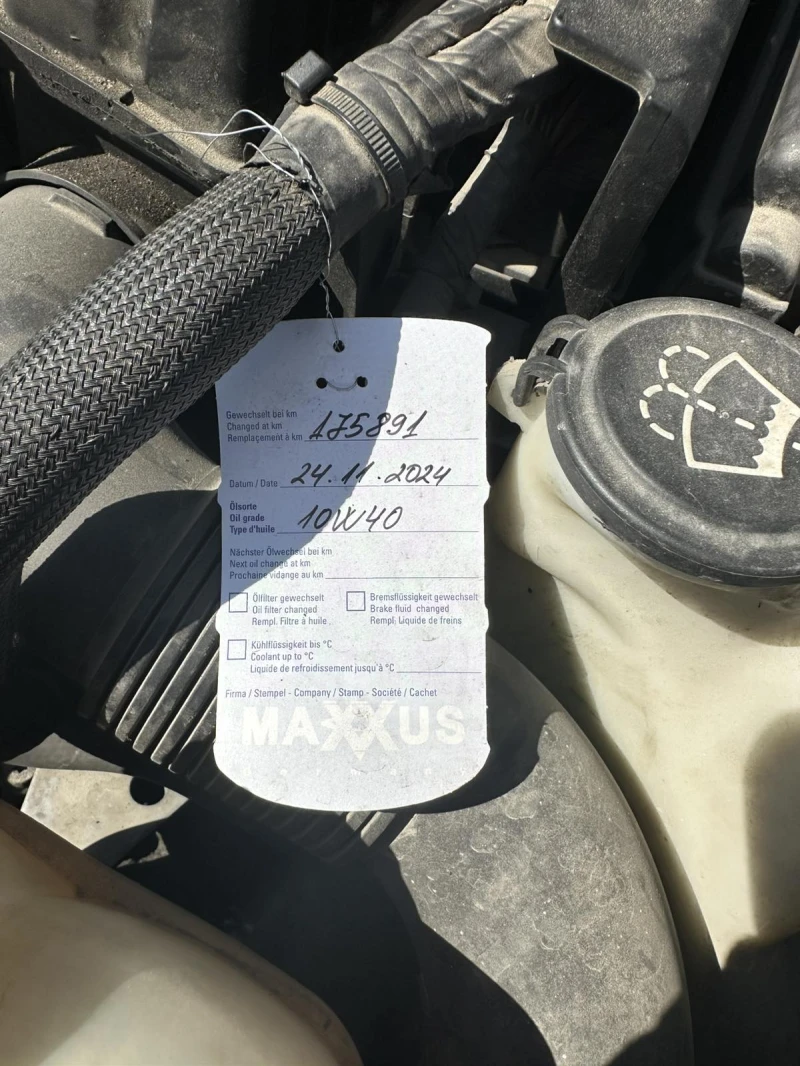 Gewechselt bei km
Changed at km
Remplaçement à km 175891
Datum / Date 24.11.2024
Ölsorte
Oil grade
Type d'huile 10W40
Nächster Ölwechsel bei km
Next oil change at km
Prochaine vidange au km
Ölfilter gewechselt
Oil filter changed
Rempl. Filtre à huile
Bremsflüssigkeit gewechselt
Brake fluid changed
Rempl. Liquide de freins
Kühlflüssigkeit bis °C
Coolant up to °C
Liquide de refroidissement jusqu'à °C
Firma / Stempel - Company / Stamp - Société / Cachet
MAXXUS